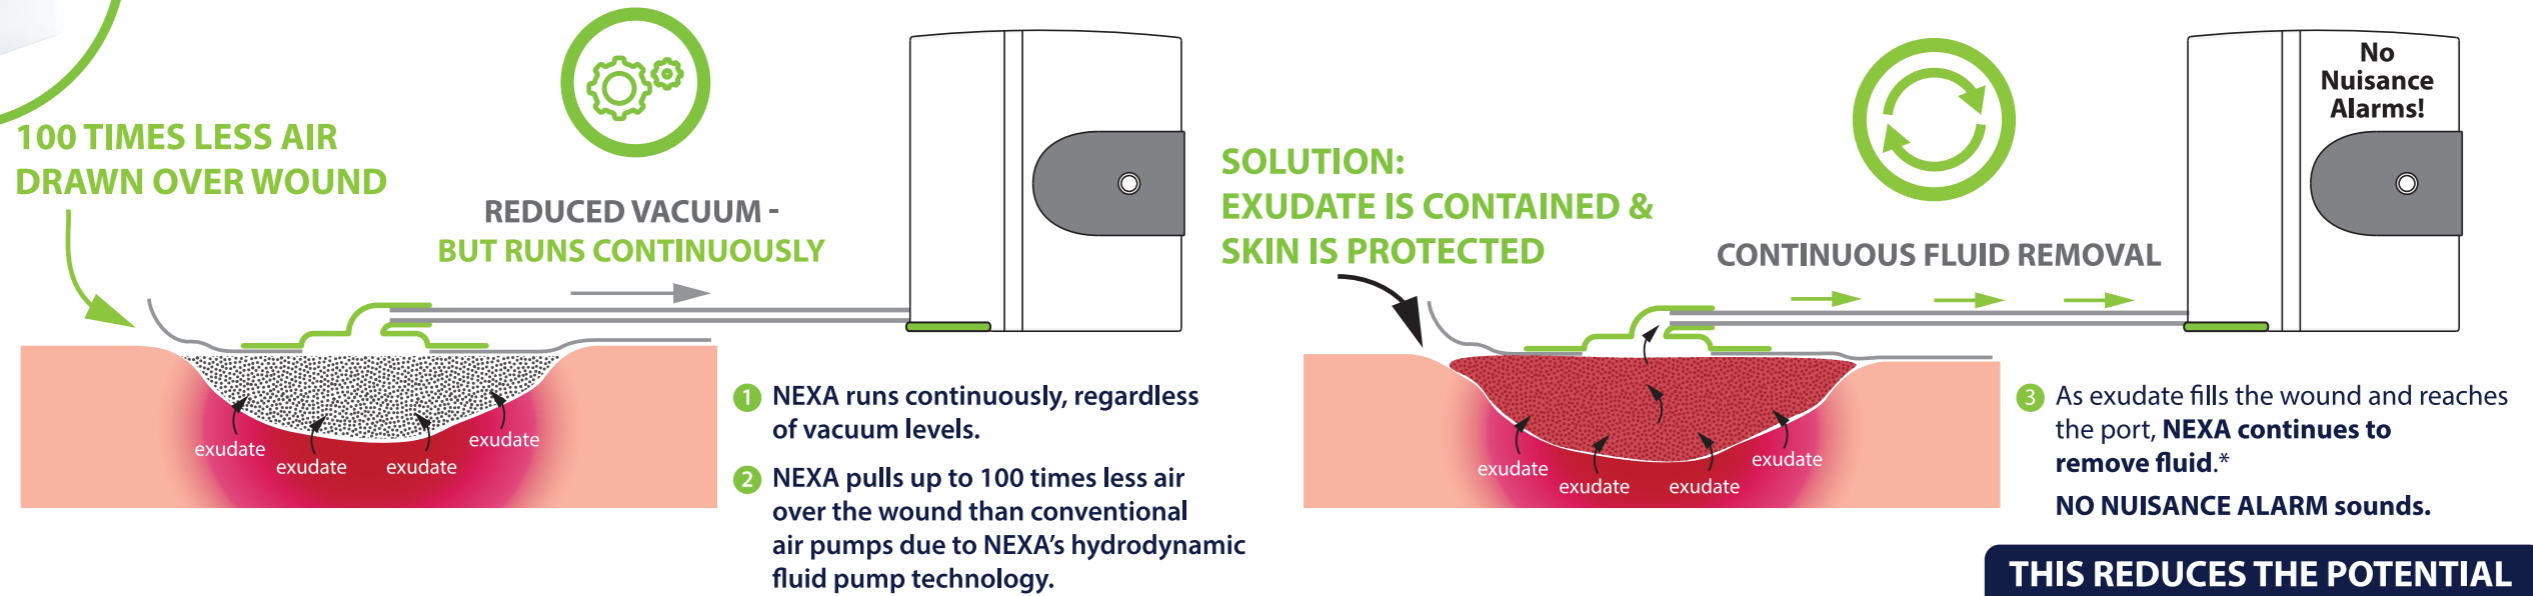 100 TIMES LESS AIR
DRAWN OVER WOUND
REDUCED VACUUM -
BUT RUNS CONTINUOUSLY
exudate
exudate
exudate
exudate
1 NEXA runs continuously, regardless
of vacuum levels.
2 NEXA pulls up to 100 times less air
over the wound than conventional
air pumps due to NEXA's hydrodynamic
fluid pump technology.
SOLUTION:
EXUDATE IS CONTAINED &
SKIN IS PROTECTED
CONTINUOUS FLUID REMOVAL
No
Nuisance
Alarms!
exudate
exudate
exudate
exudate
3 As exudate fills the wound and reaches
the port, NEXA continues to
remove fluid.*
NO NUISANCE ALARM sounds.
THIS REDUCES THE POTENTIAL